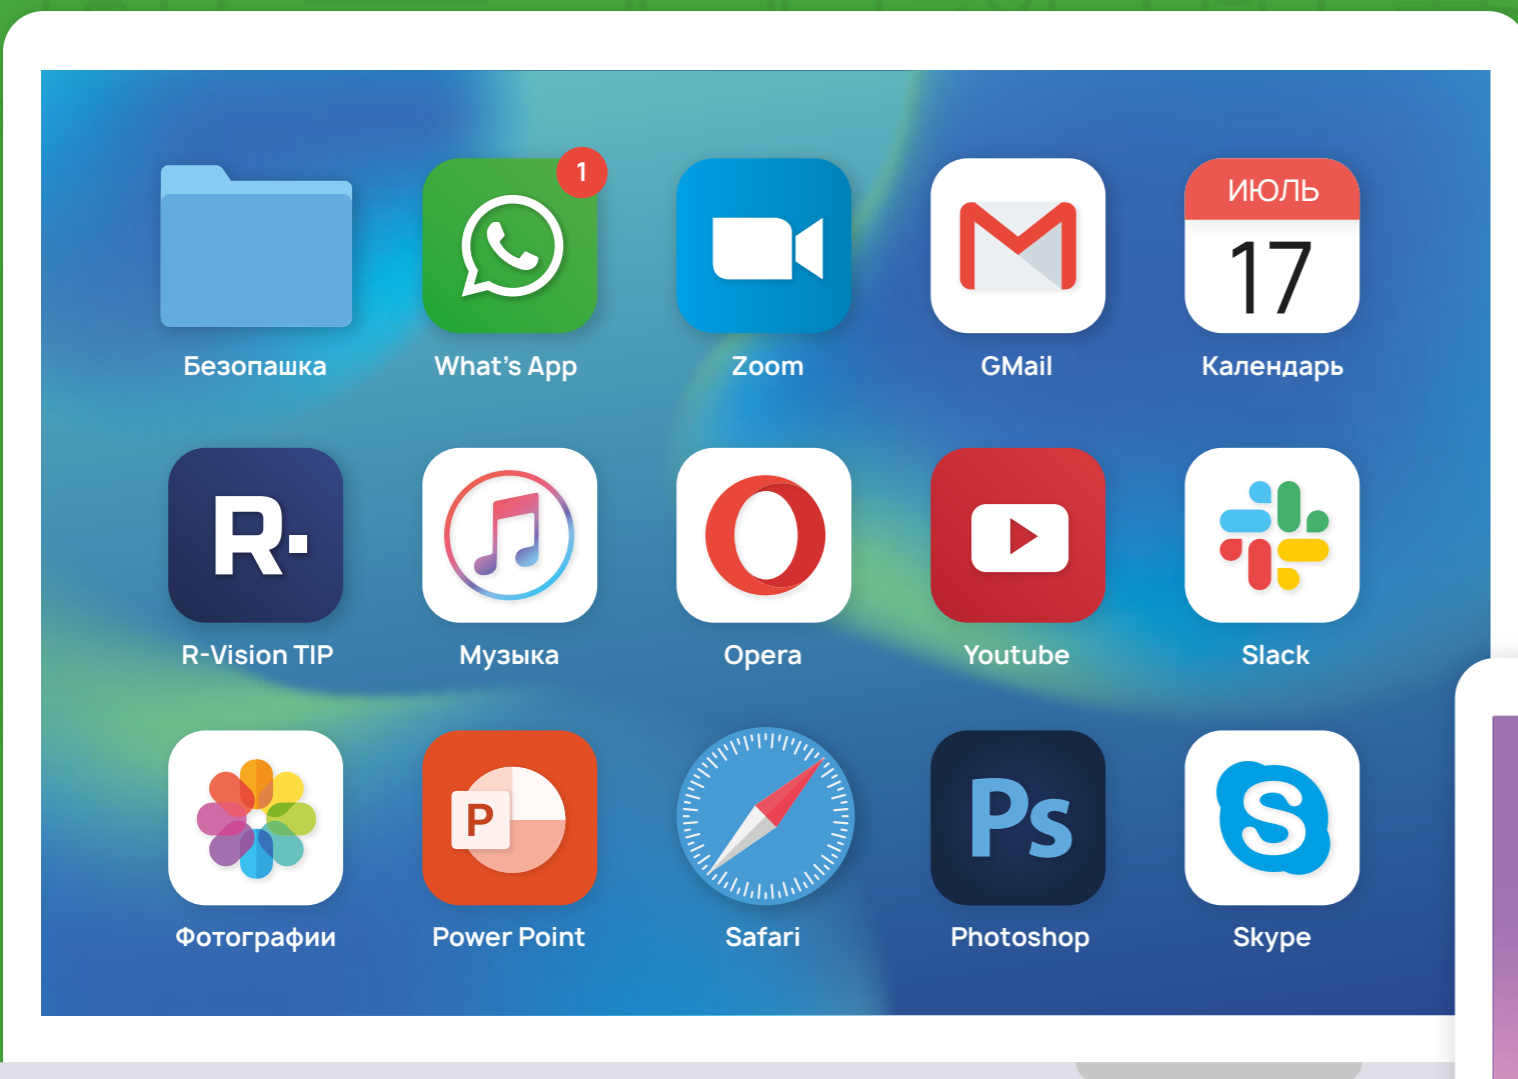 1
ИЮЛЬ
17
Безопашка
What's App
Zoom
GMail
Календарь
R·
R-Vision TIP
Музыка
Opera
Youtube
Slack
P
Ps
S
Фотографии
Power Point
Safari
Photoshop
Skype